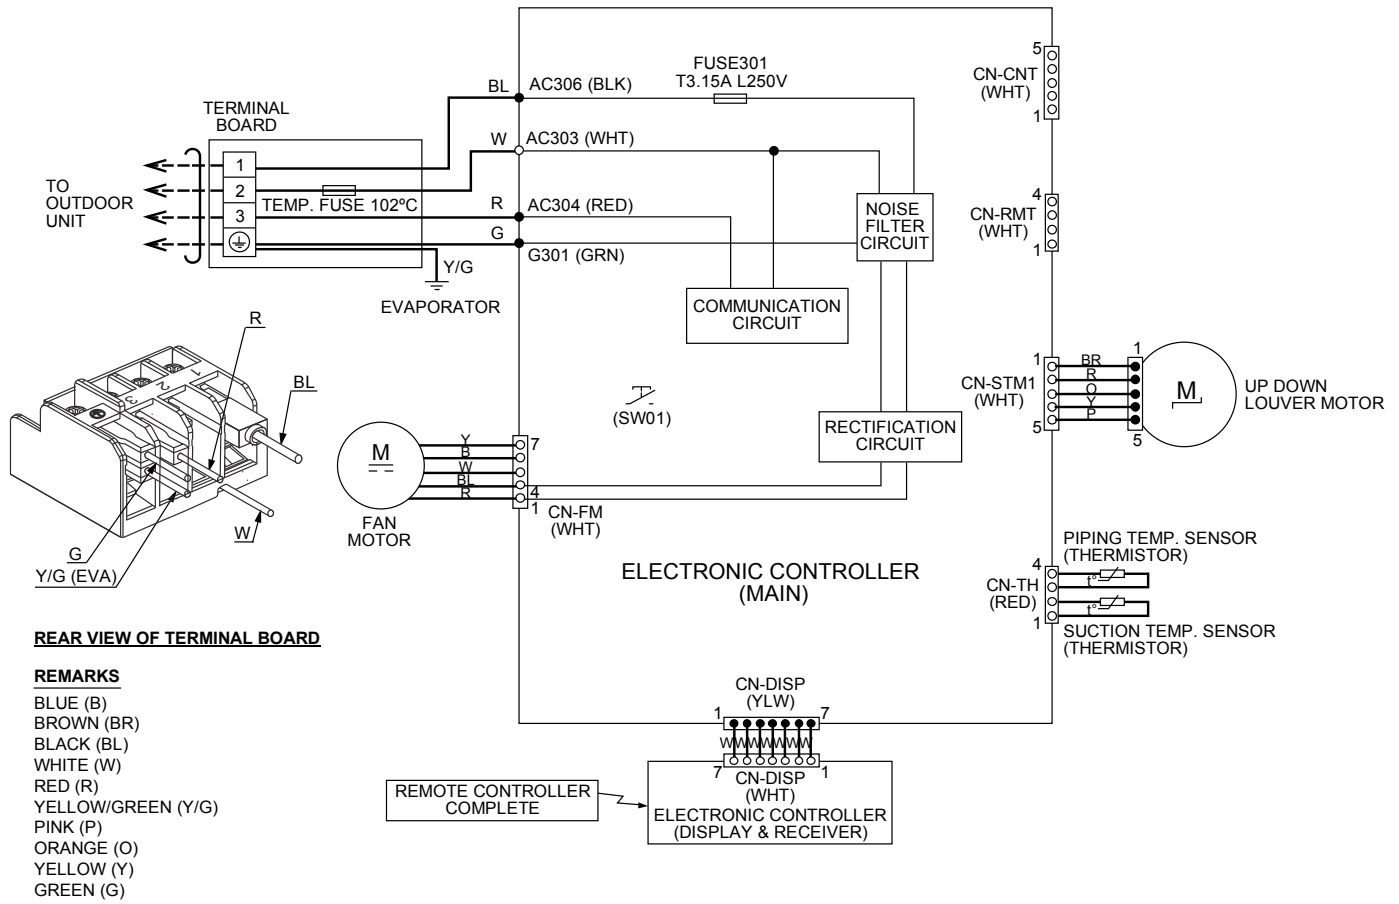 FUSE301
T3.15A L250V
BL
AC306 (BLK)
TERMINAL
BOARD
W
AC303 (WHT)
1
2
TEMP. FUSE 102ºC
3
TO
OUTDOOR
UNIT
R
AC304 (RED)
G
G301 (GRN)
Y/G
EVAPORATOR
NOISE
FILTER
CIRCUIT
COMMUNICATION
CIRCUIT
5
CN-CNT
(WHT)
1
4
CN-RMT
(WHT)
1
1
CN-STM1
(WHT)
5
BR
R
O
Y
P
1
5
M
UP DOWN
LOUVER MOTOR
(SW01)
RECTIFICATION
CIRCUIT
M
FAN
MOTOR
Y
B
W
BL
R
7
4
1
CN-FM
(WHT)
R
BL
1
2
3
W
G
Y/G (EVA)
ELECTRONIC CONTROLLER
(MAIN)
PIPING TEMP. SENSOR
(THERMISTOR)
4
CN-TH
(RED)
1
t°
t°
SUCTION TEMP. SENSOR
(THERMISTOR)
REAR VIEW OF TERMINAL BOARD
REMARKS
BLUE (B)
BROWN (BR)
BLACK (BL)
WHITE (W)
RED (R)
YELLOW/GREEN (Y/G)
PINK (P)
ORANGE (O)
YELLOW (Y)
GREEN (G)
CN-DISP
(YLW)
1
7
W W W W W W W
7
1
CN-DISP
(WHT)
ELECTRONIC CONTROLLER
(DISPLAY & RECEIVER)
REMOTE CONTROLLER
COMPLETE